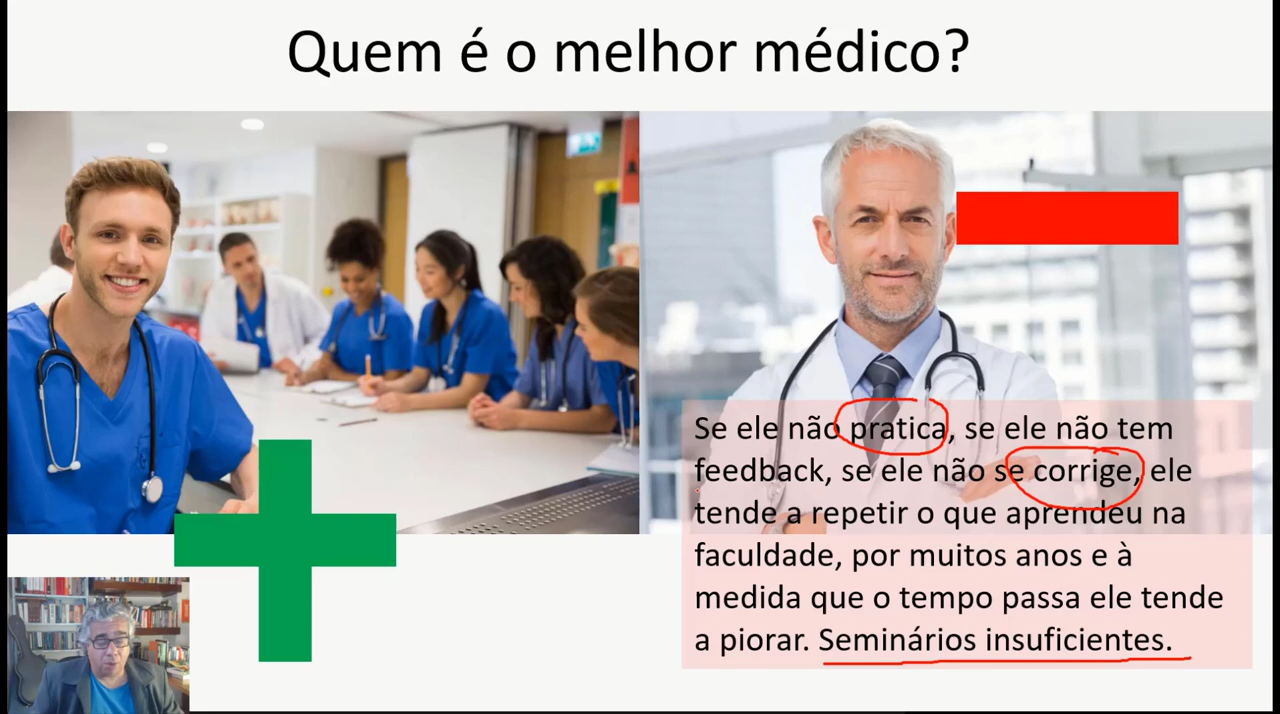 Quem é o melhor médico?
Se ele não pratica, se ele não tem
feedback, se ele não se corrige, ele
tende a repetir o que aprendeu na
faculdade, por muitos anos e à
medida que o tempo passa ele tende
a piorar. Seminários insuficientes.